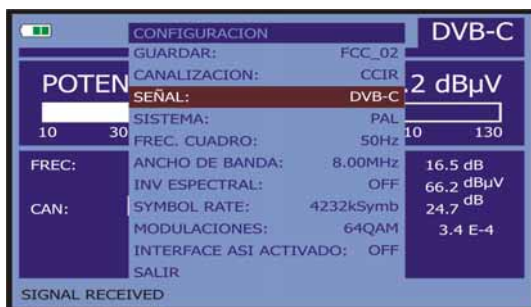 CONFIGURACION
DVB-C
GUARDAR: FCC_02
CANALIZACION: CCIR
SEÑAL: DVB-C
SISTEMA: PAL
FREC. CUADRO: 50Hz
ANCHO DE BANDA: 8.00MHz
INV ESPECTRAL: OFF
SYMBOL RATE: 4232kSymb
MODULACIONES: 64QAM
INTERFACE ASI ACTIVADO: OFF
SALIR
POTEN .2 dBµV
10 30 10 130
FREC: 16.5 dB
66.2 dBµV
CAN: 24.7 dB
3.4 E-4
SIGNAL RECEIVED